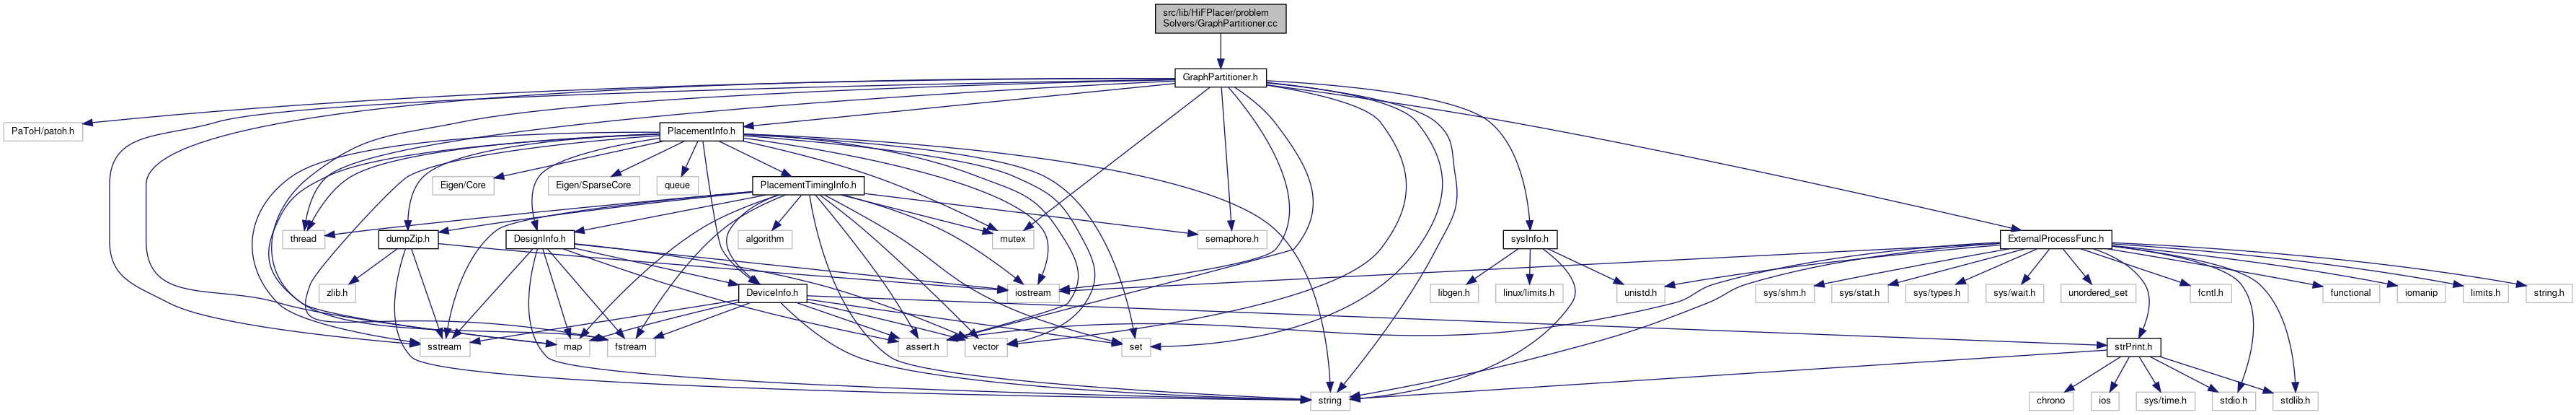 src/lib/HiFPlacer/problem
Solvers/GraphPartitioner.cc
GraphPartitioner.h
PaToH/patoh.h
PlacementInfo.h
Eigen/Core
Eigen/SparseCore
queue
PlacementTimingInfo.h
thread
dumpZip.h
DesignInfo.h
algorithm
mutex
semaphore.h
sysInfo.h
ExternalProcessFunc.h
zlib.h
DeviceInfo.h
iostream
libgen.h
linux/limits.h
unistd.h
sys/shm.h
sys/stat.h
sys/types.h
sys/wait.h
unordered_set
fcntl.h
functional
iomanip
limits.h
string.h
sstream
map
fstream
assert.h
vector
set
strPrint.h
string
chrono
ios
sys/time.h
stdio.h
stdlib.h